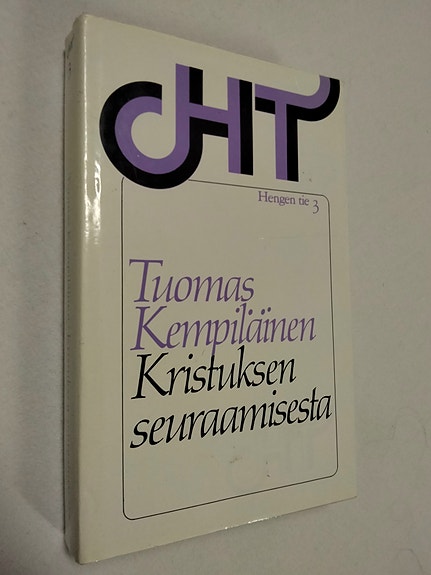 HT
Hengen tie 3
Tuomas
Kempiläinen
Kristuksen
seuraamisesta